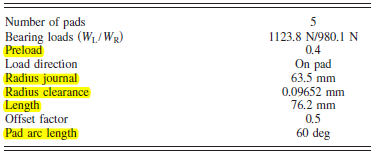 Number of pads 5
Bearing loads (WL/WR) 1123.8 N/980.1 N
Preload 0.4
Load direction On pad
Radius journal 63.5 mm
Radius clearance 0.09652 mm
Length 76.2 mm
Offset factor 0.5
Pad arc length 60 deg